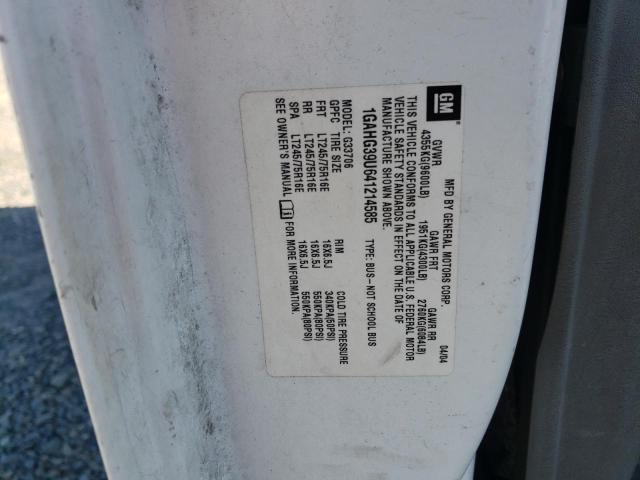 GM
MFD BY GENERAL MOTORS CORP. 04/04
GVWR GAWR FRT GAWR RR
4355KG(9600LB) 1951KG(4300LB) 2760KG(6084LB)
THIS VEHICLE CONFORMS TO ALL APPLICABLE U.S. FEDERAL MOTOR
VEHICLE SAFETY STANDARDS IN EFFECT ON THE DATE OF
MANUFACTURE SHOWN ABOVE.
1GAHG39U641214585 TYPE: BUS-NOT SCHOOL BUS
MODEL: G33706
GPFC TIRE SIZE RIM COLD TIRE PRESSURE
FRT LT245/75R16E 16X6.5J 340KPA(50PSI)
RR LT245/75R16E 16X6.5J 550KPA(80PSI)
SPA LT245/75R16E 16X6.5J 550KPA(80PSI)
SEE OWNER'S MANUAL FOR MORE INFORMATION